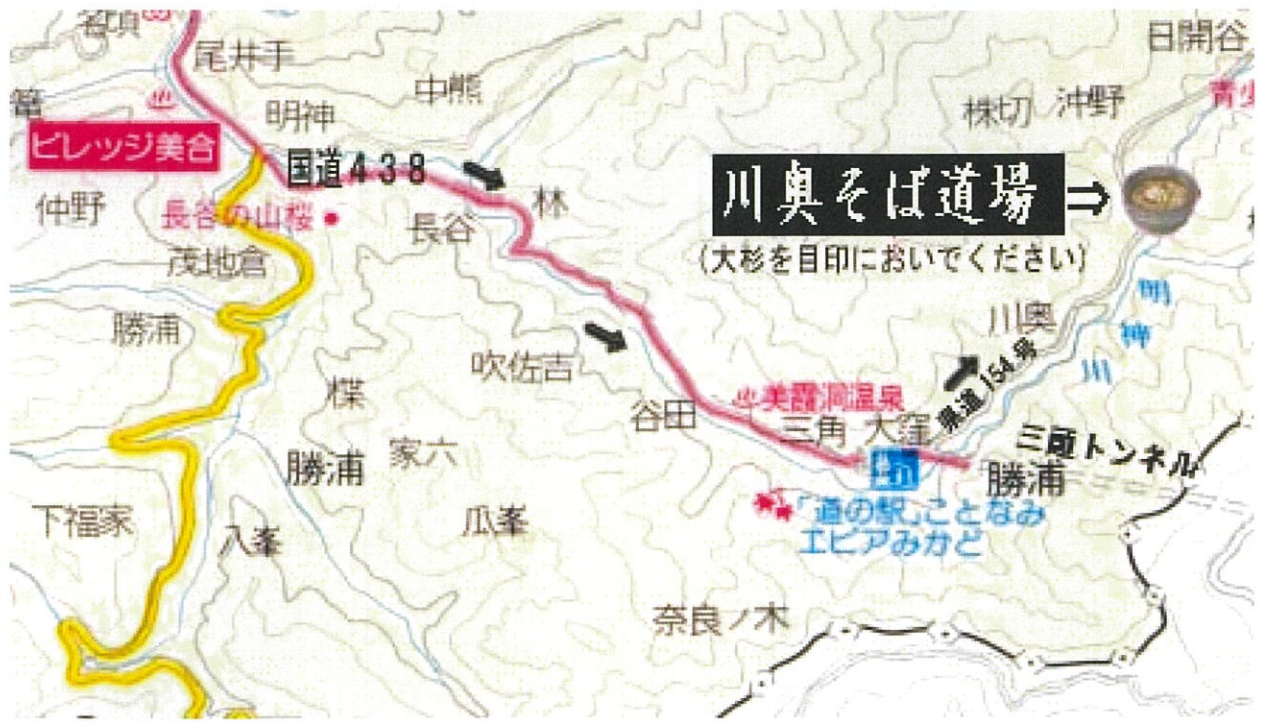 名頃
尾井手
日開谷
中熊
株切
沖野
明神
ビレッジ美合
国道438
川奥そば道場
⇒
仲野
長谷の山桜
林
長谷
(大杉を目印においでください)
茂地倉
勝浦
川奥
明神川
吹佐吉
県道154号
楪
美霞洞温泉
谷田
三角
大窪
三頭トンネル
勝浦
家六
勝浦
下福家
瓜峯
「道の駅」ことなみ
エピアみかど
入峯
奈良ノ木